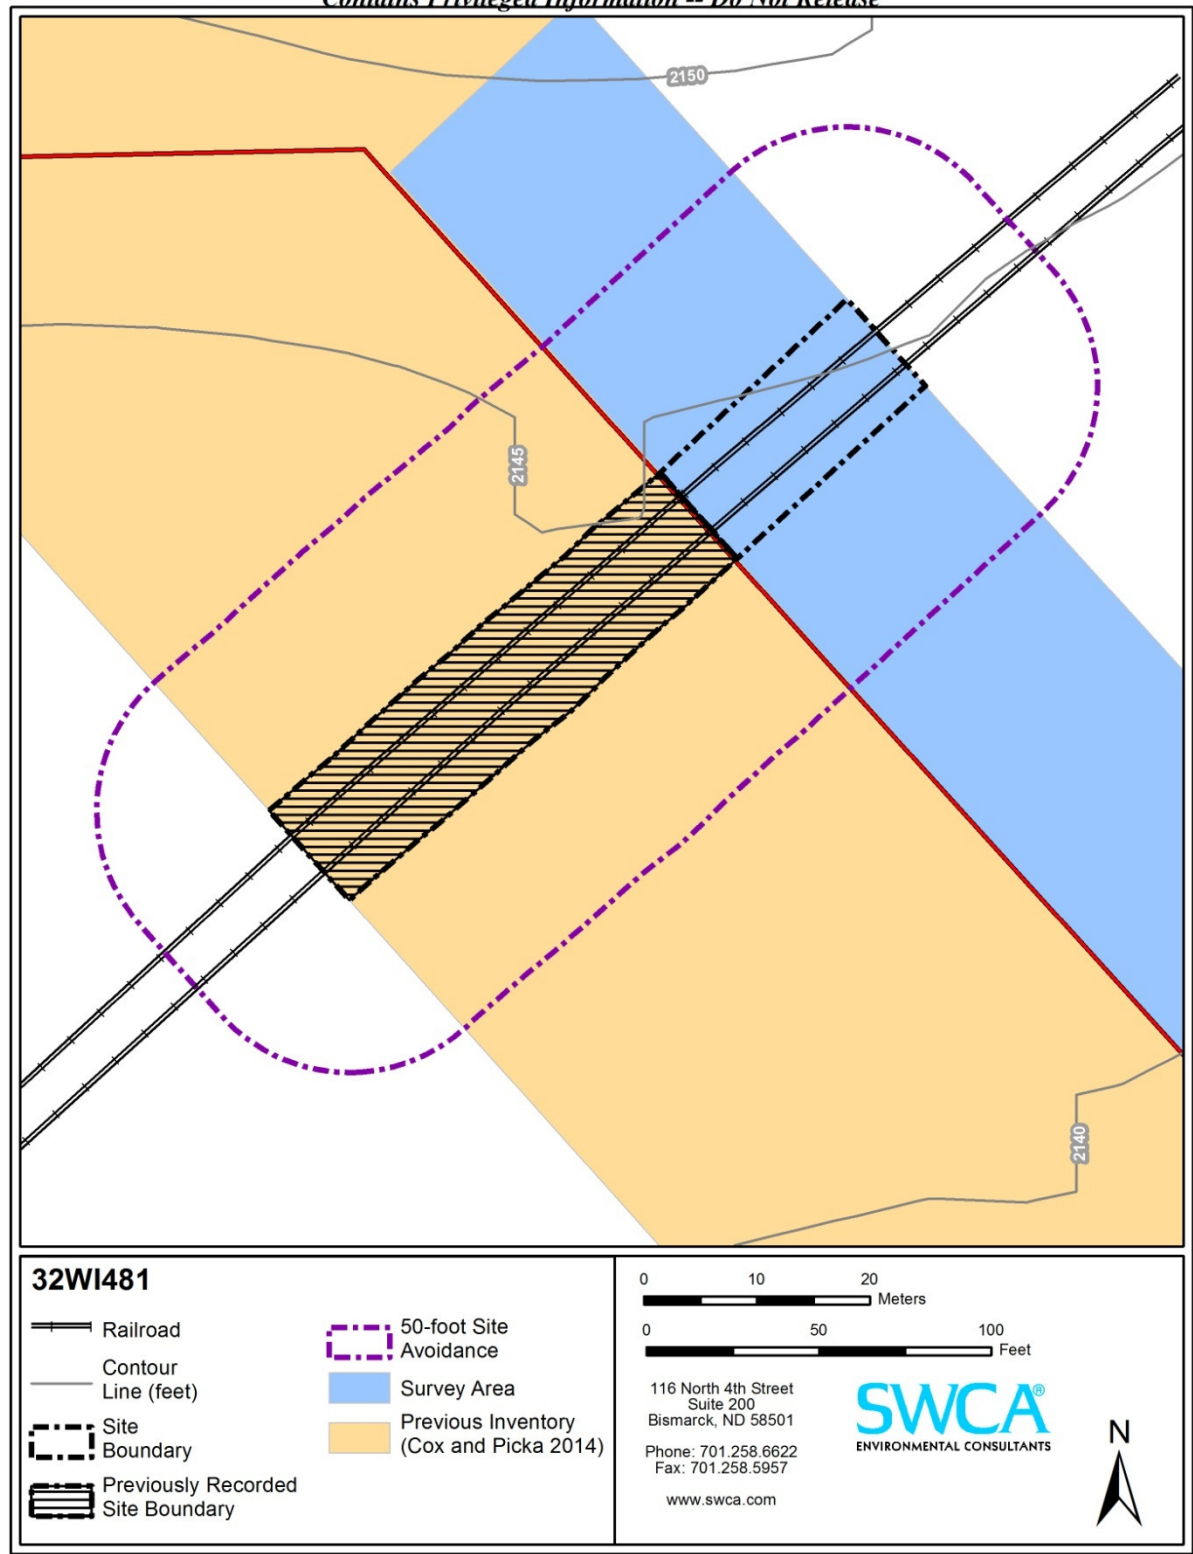 Contains Privileged Information -- Do Not Release
2150
2145
2140
32WI481
Railroad
Contour
Line (feet)
Site
Boundary
Previously Recorded
Site Boundary
50-foot Site
Avoidance
Survey Area
Previous Inventory
(Cox and Picka 2014)
0 10 20
Meters
0 50 100
Feet
116 North 4th Street
Suite 200
Bismarck, ND 58501
Phone: 701.258.6622
Fax: 701.258.5957
www.swca.com
SWCA®
ENVIRONMENTAL CONSULTANTS
N